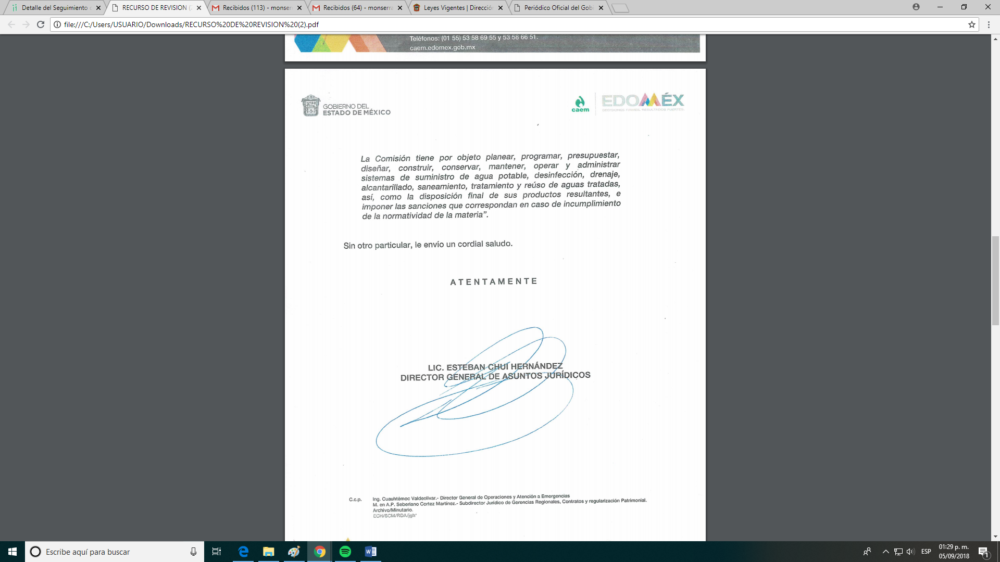 Detalle del Seguimiento
RECURSO DE REVISION (
Recibidos (113) - monser
Recibidos (64) - monserra
Leyes Vigentes | Direcció
Periódico Oficial del Gob
file:///C:/Users/USUARIO/Downloads/RECURSO%20DE%20REVISION%20(2).pdf
Teléfonos: (01 55) 53 58 69 55 y 53 58 66 51.
caem.edomex.gob.mx
GOBIERNO DEL
ESTADO DE MÉXICO
caem
EDOMÉX
DECISIONES FIRMES, RESULTADOS FUERTES.
La Comisión tiene por objeto planear, programar, presupuestar,
diseñar, construir, conservar, mantener, operar y administrar
sistemas de suministro de agua potable, desinfección, drenaje,
alcantarillado, saneamiento, tratamiento y reúso de aguas tratadas,
así, como la disposición final de sus productos resultantes, e
imponer las sanciones que correspondan en caso de incumplimiento
de la normatividad de la materia”.
Sin otro particular, le envío un cordial saludo.
A T E N T A M E N T E
LIC. ESTEBAN CHUI HERNÁNDEZ
DIRECTOR GENERAL DE ASUNTOS JURÍDICOS
C.c.p. Ing. Cuauhtémoc Valdeolivar.- Director General de Operaciones y Atención a Emergencias
M. en A.P. Seberiano Cortez Martínez.- Subdirector Jurídico de Gerencias Regionales, Contratos y regularización Patrimonial.
Archivo/Minutario.
ECH/SCM/RDA/jgh*
Escribe aquí para buscar
ESP
01:29 p. m.
05/09/2018
1